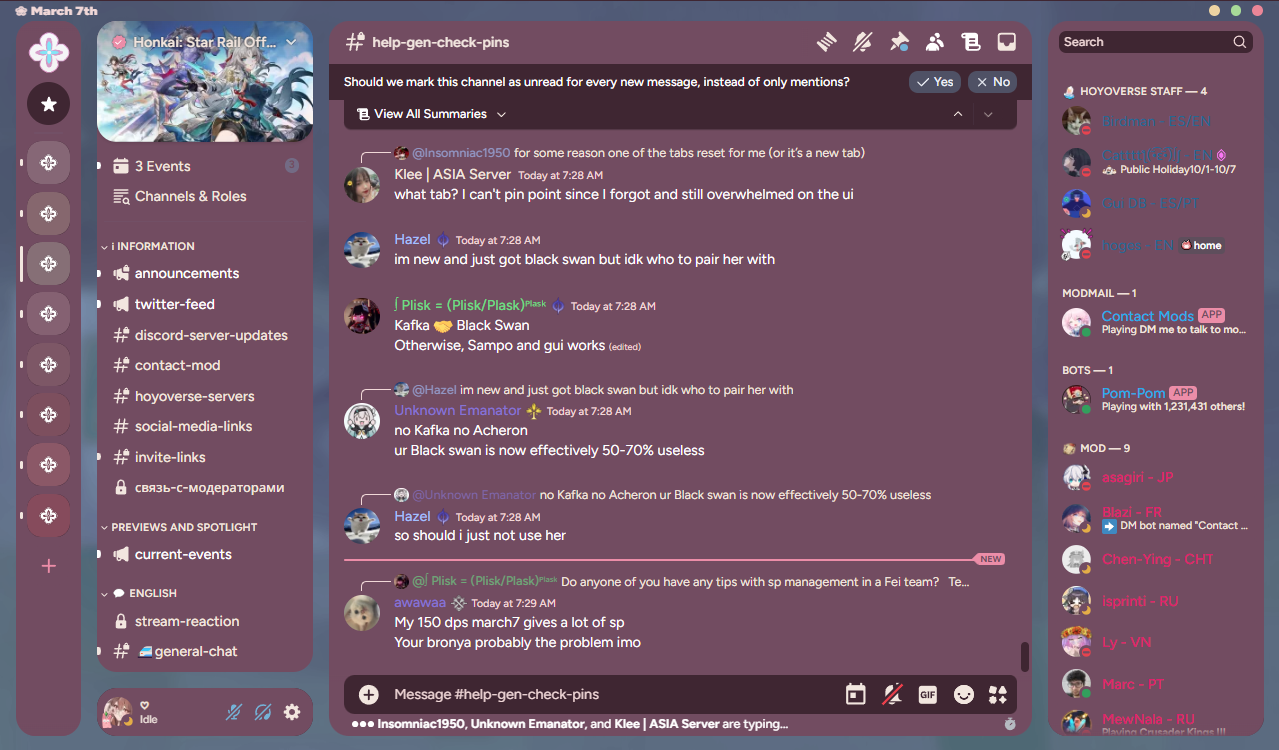 March 7th
Honkai: Star Rail Off...
3 Events
3
Channels & Roles
i INFORMATION
announcements
twitter-feed
discord-server-updates
contact-mod
hoyoverse-servers
social-media-links
invite-links
связь-с-модераторами
PREVIEWS AND SPOTLIGHT
current-events
ENGLISH
stream-reaction
general-chat
Idle
help-gen-check-pins
Should we mark this channel as unread for every new message, instead of only mentions?
Yes
No
View All Summaries
@Insomniac1950 for some reason one of the tabs reset for me (or it's a new tab)
Klee | ASIA Server Today at 7:28 AM
what tab? I can't pin point since I forgot and still overwhelmed on the ui
Hazel Today at 7:28 AM
im new and just got black swan but idk who to pair her with
∫ Plisk = (Plisk/Plask)ᴾˡᵃˢᵏ Today at 7:28 AM
Kafka 🤝 Black Swan
Otherwise, Sampo and gui works (edited)
@Hazel im new and just got black swan but idk who to pair her with
Unknown Emanator Today at 7:28 AM
no Kafka no Acheron
ur Black swan is now effectively 50-70% useless
@Unknown Emanator no Kafka no Acheron ur Black swan is now effectively 50-70% useless
Hazel Today at 7:28 AM
so should i just not use her
NEW
@∫ Plisk = (Plisk/Plask)ᴾˡᵃˢᵏ Do anyone of you have any tips with sp management in a Fei team? Te...
awawaa Today at 7:29 AM
My 150 dps march7 gives a lot of sp
Your bronya probably the problem imo
Message #help-gen-check-pins
GIF
Insomniac1950, Unknown Emanator, and Klee | ASIA Server are typing...
Search
HOYOVERSE STAFF — 4
Birdman - ES/EN
- EN
Public Holiday10/1-10/7
Cui DB - ES/PT
- EN home
MODMAIL — 1
Contact Mods APP
Playing DM me to talk to mo...
BOTS — 1
Pom-Pom APP
Playing with 1,231,431 others!
MOD — 9
asagiri - JP
Blazi - FR
DM bot named "Contact ...
Chen-Ying - CHT
isprinti - RU
Ly - VN
Marc - PT
MewNala - RU
Playing Crusader Kings III